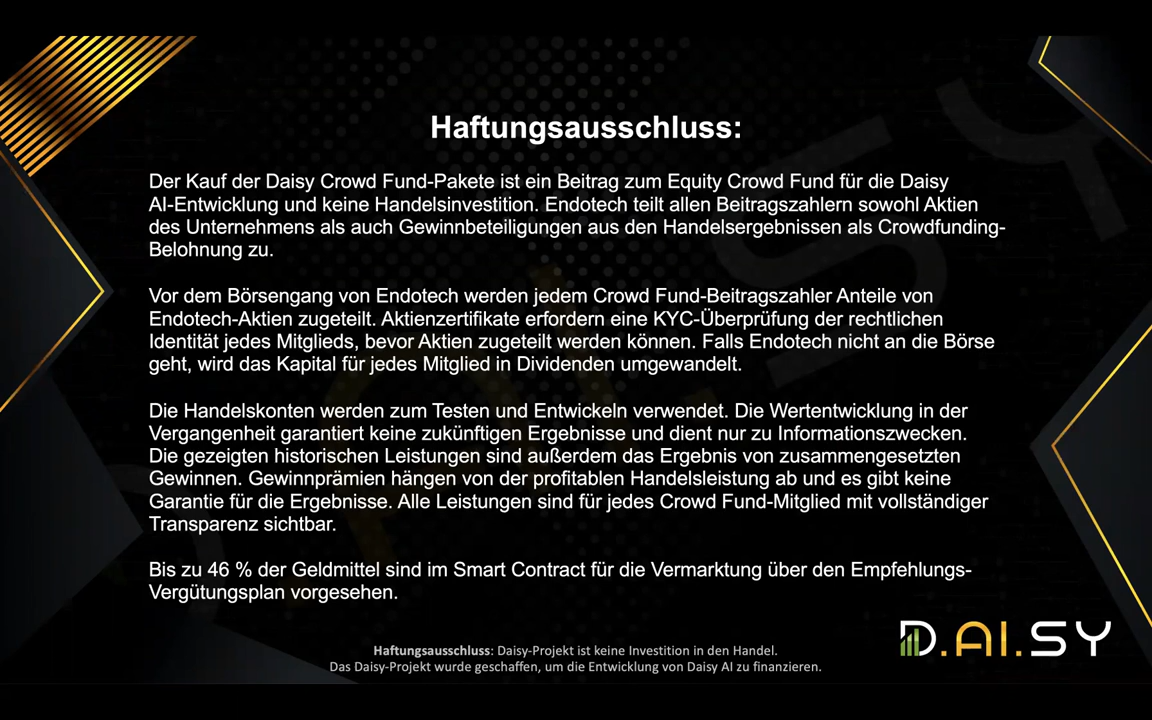 Haftungsausschluss:
Der Kauf der Daisy Crowd Fund-Pakete ist ein Beitrag zum Equity Crowd Fund für die Daisy
AI-Entwicklung und keine Handelsinvestition. Endotech teilt allen Beitragszahlern sowohl Aktien
des Unternehmens als auch Gewinnbeteiligungen aus den Handelsergebnissen als Crowdfunding-
Belohnung zu.
Vor dem Börsengang von Endotech werden jedem Crowd Fund-Beitragszahler Anteile von
Endotech-Aktien zugeteilt. Aktienzertifikate erfordern eine KYC-Überprüfung der rechtlichen
Identität jedes Mitglieds, bevor Aktien zugeteilt werden können. Falls Endotech nicht an die Börse
geht, wird das Kapital für jedes Mitglied in Dividenden umgewandelt.
Die Handelskonten werden zum Testen und Entwickeln verwendet. Die Wertentwicklung in der
Vergangenheit garantiert keine zukünftigen Ergebnisse und dient nur zu Informationszwecken.
Die gezeigten historischen Leistungen sind außerdem das Ergebnis von zusammengesetzten
Gewinnen. Gewinnprämien hängen von der profitablen Handelsleistung ab und es gibt keine
Garantie für die Ergebnisse. Alle Leistungen sind für jedes Crowd Fund-Mitglied mit vollständiger
Transparenz sichtbar.
Bis zu 46 % der Geldmittel sind im Smart Contract für die Vermarktung über den Empfehlungs-
Vergütungsplan vorgesehen.
D.AI.SY
Haftungsausschluss: Daisy-Projekt ist keine Investition in den Handel.
Das Daisy-Projekt wurde geschaffen, um die Entwicklung von Daisy AI zu finanzieren.